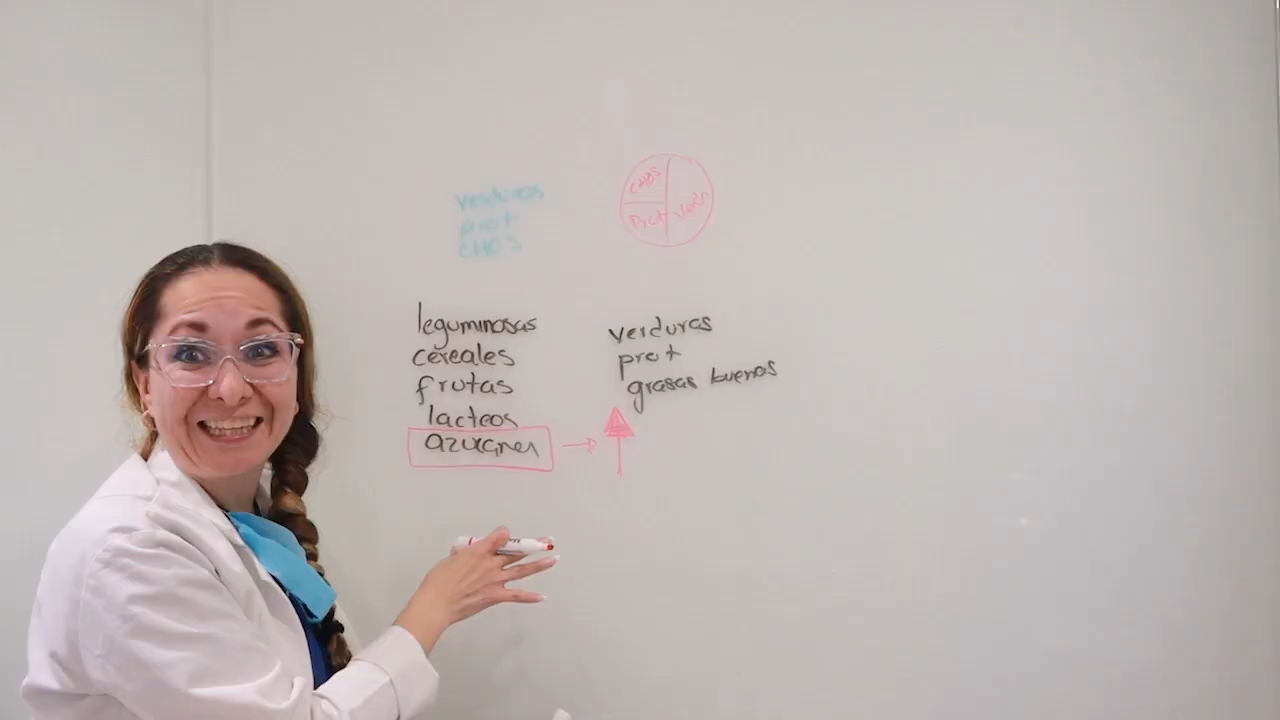 verduras
prot
CHOS
CHOS
Prot
Verd
leguminosas
cereales
frutas
lacteos
azucares
verduras
prot
grasas buenas